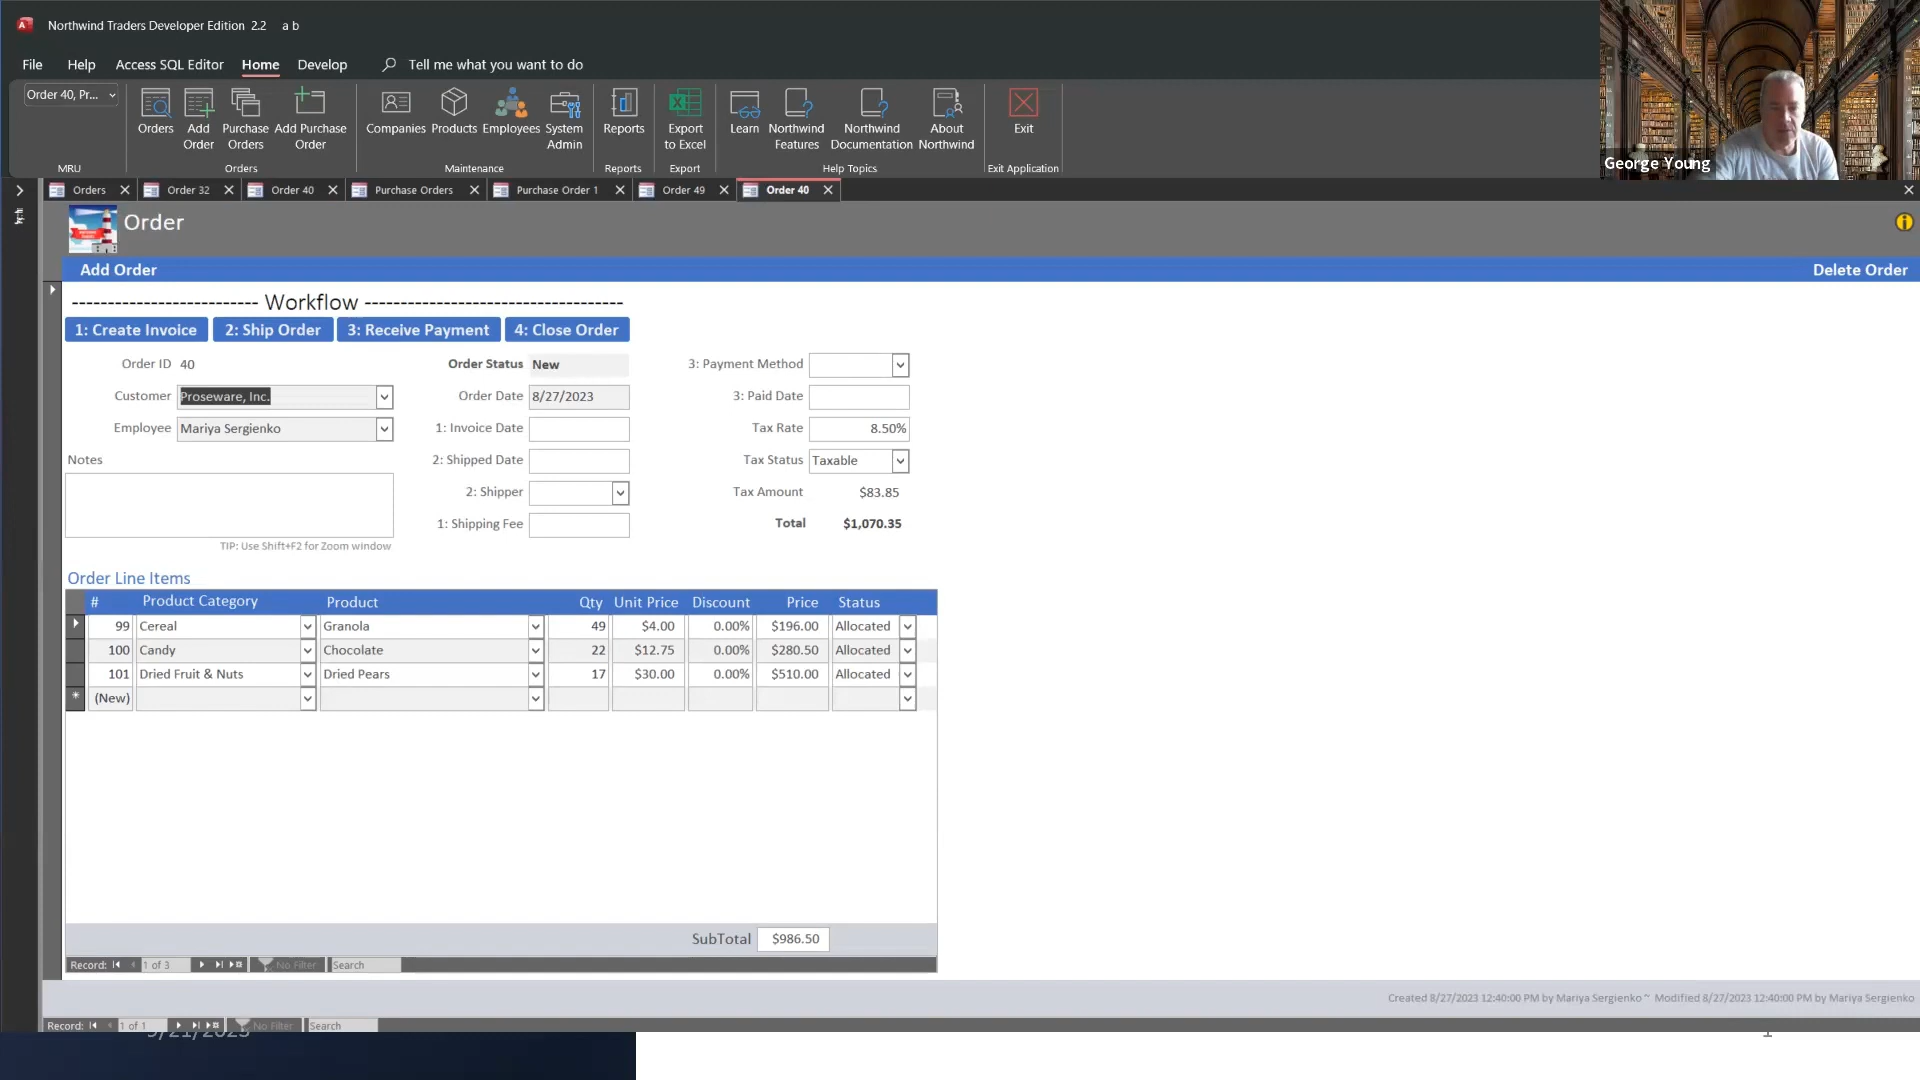 Northwind Traders Developer Edition 2.2 a b
File Help Access SQL Editor Home Develop Tell me what you want to do
Order 40, Pr...
Orders
Add Order
Purchase Orders
Add Purchase Order
Companies
Products
Employees
System Admin
Reports
Export to Excel
Learn
Northwind Features
Northwind Documentation
About Northwind
Exit
MRU Orders Maintenance Reports Export Help Topics Exit Application
George Young
Orders Order 32 Order 40 Purchase Orders Purchase Order 1 Order 49 Order 40
Order
Add Order Delete Order
-------------------------- Workflow ------------------------------------
1: Create Invoice 2: Ship Order 3: Receive Payment 4: Close Order
Order ID 40 Order Status New 3: Payment Method
Customer Proseware, Inc. Order Date 8/27/2023 3: Paid Date
Employee Mariya Sergienko 1: Invoice Date Tax Rate 8.50%
Notes 2: Shipped Date Tax Status Taxable
2: Shipper Tax Amount $83.85
1: Shipping Fee Total $1,070.35
TIP: Use Shift+F2 for Zoom window
Order Line Items
# Product Category Product Qty Unit Price Discount Price Status
99 Cereal Granola 49 $4.00 0.00% $196.00 Allocated
100 Candy Chocolate 22 $12.75 0.00% $280.50 Allocated
101 Dried Fruit & Nuts Dried Pears 17 $30.00 0.00% $510.00 Allocated
(New)
SubTotal $986.50
Record: 1 of 3 No Filter Search
Created 8/27/2023 12:40:00 PM by Mariya Sergienko ~ Modified 8/27/2023 12:40:00 PM by Mariya Sergienko
Record: 1 of 1 No Filter Search
9/21/2023